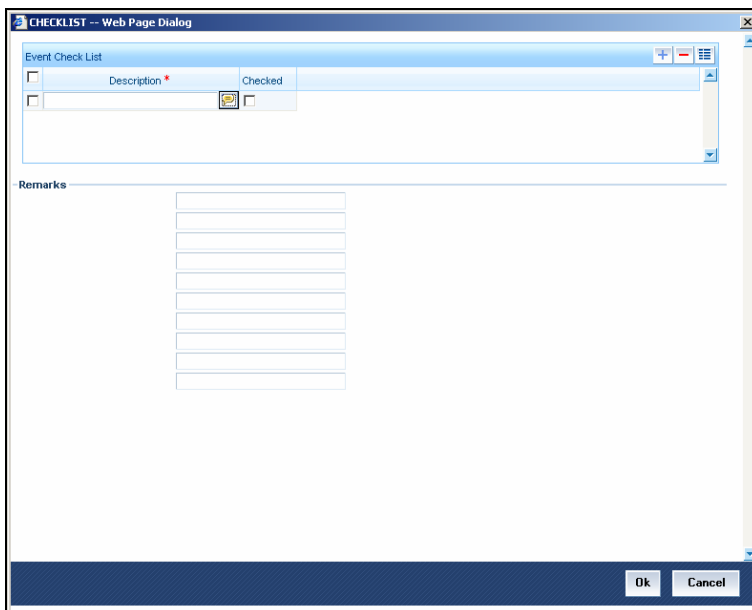 CHECKLIST -- Web Page Dialog
Event Check List
Description *
Checked
Remarks
Ok
Cancel